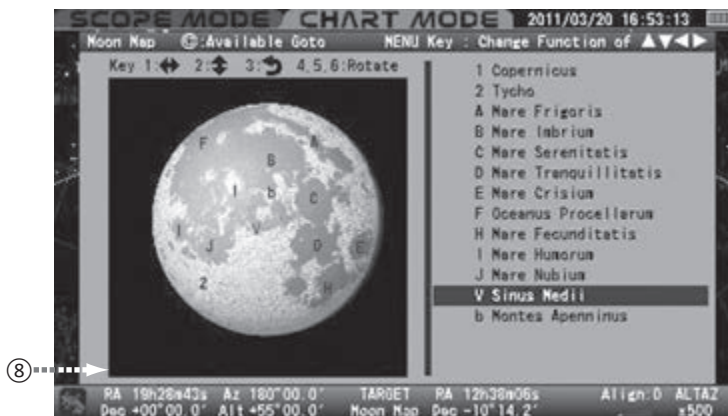 SCOPE MODE CHART MODE 2011/03/20 16:53:13
Moon Map G:Available Goto MENU Key : Change Function of ▲▼◀▶
Key 1:↔ 2:↕ 3:⮌ 4,5,6:Rotate
1 Copernicus
2 Tycho
A Mare Frigoris
B Mare Imbrium
C Mare Serenitatis
D Mare Tranquillitatis
E Mare Crisium
F Oceanus Procellarum
H Mare Fecunditatis
I Mare Humorum
J Mare Nubium
V Sinus Medii
b Montes Apenninus
F
A
B
1
b
C
I
J
V
D
E
2
H
⑧
RA 19h28m43s Az 180°00.0' TARGET RA 12h38m06s Align:0 ALTAZ
Dec +00°00.0' Alt +55°00.0' Moon Map Dec -10°14.2'